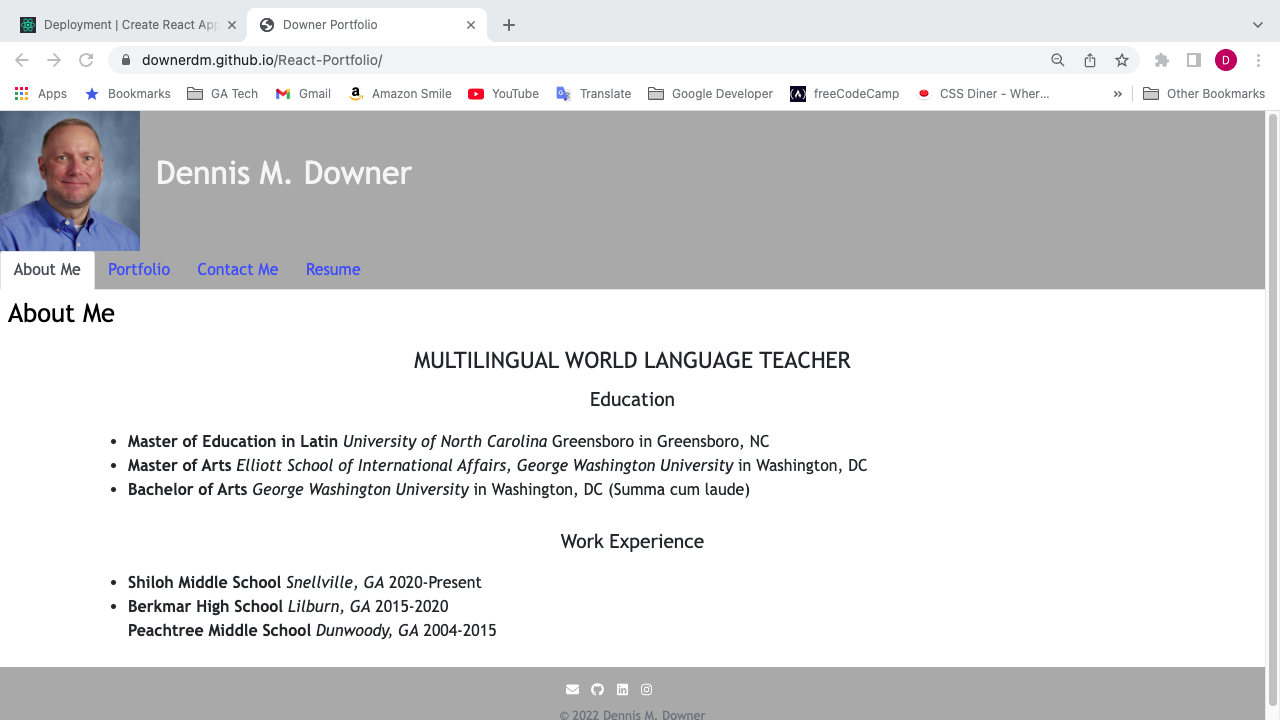 Deployment | Create React App
Downer Portfolio
downerdm.github.io/React-Portfolio/
D
Apps
Bookmarks
GA Tech
Gmail
Amazon Smile
YouTube
Translate
Google Developer
freeCodeCamp
CSS Diner - Wher...
»
Other Bookmarks
Dennis M. Downer
About Me
Portfolio
Contact Me
Resume
About Me
MULTILINGUAL WORLD LANGUAGE TEACHER
Education
• Master of Education in Latin University of North Carolina Greensboro in Greensboro, NC
• Master of Arts Elliott School of International Affairs, George Washington University in Washington, DC
• Bachelor of Arts George Washington University in Washington, DC (Summa cum laude)
Work Experience
• Shiloh Middle School Snellville, GA 2020-Present
• Berkmar High School Lilburn, GA 2015-2020
Peachtree Middle School Dunwoody, GA 2004-2015
© 2022 Dennis M. Downer